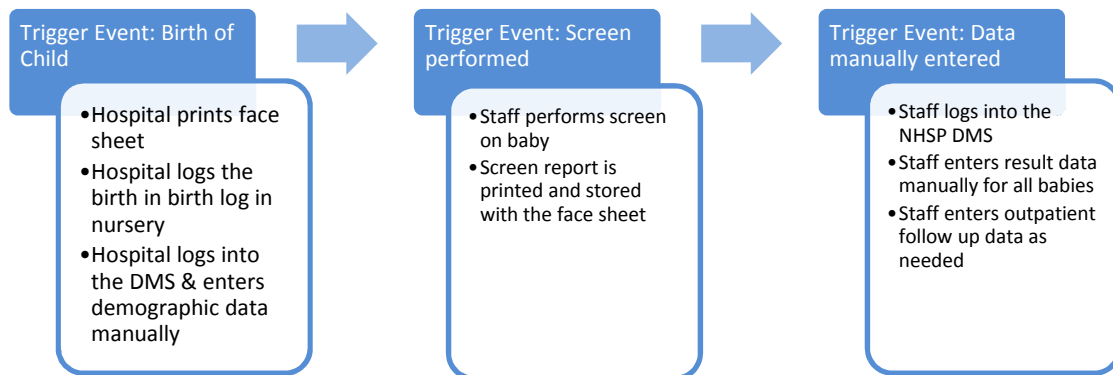 Trigger Event: Birth of
Child
•Hospital prints face
sheet
•Hospital logs the
birth in birth log in
nursery
•Hospital logs into
the DMS & enters
demographic data
manually
Trigger Event: Screen
performed
•Staff performs screen
on baby
•Screen report is
printed and stored
with the face sheet
Trigger Event: Data
manually entered
•Staff logs into the
NHSP DMS
•Staff enters result data
manually for all babies
•Staff enters outpatient
follow up data as
needed